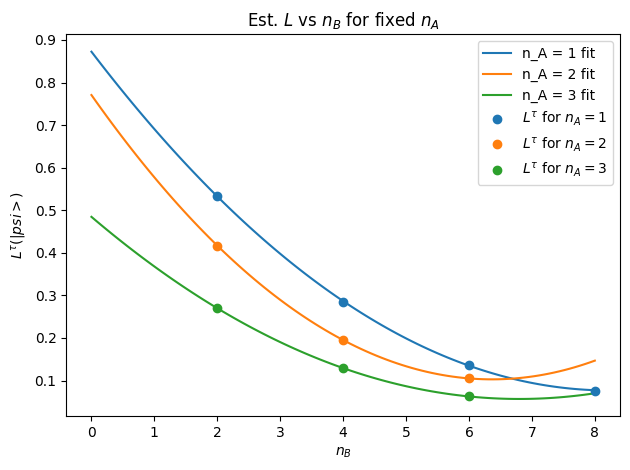 Est. L vs n_B for fixed n_A
n_A = 1 fit
n_A = 2 fit
n_A = 3 fit
L^τ for n_A = 1
L^τ for n_A = 2
L^τ for n_A = 3
L^τ(|psi >)
0.9
0.8
0.7
0.6
0.5
0.4
0.3
0.2
0.1
0 1 2 3 4 5 6 7 8
n_B